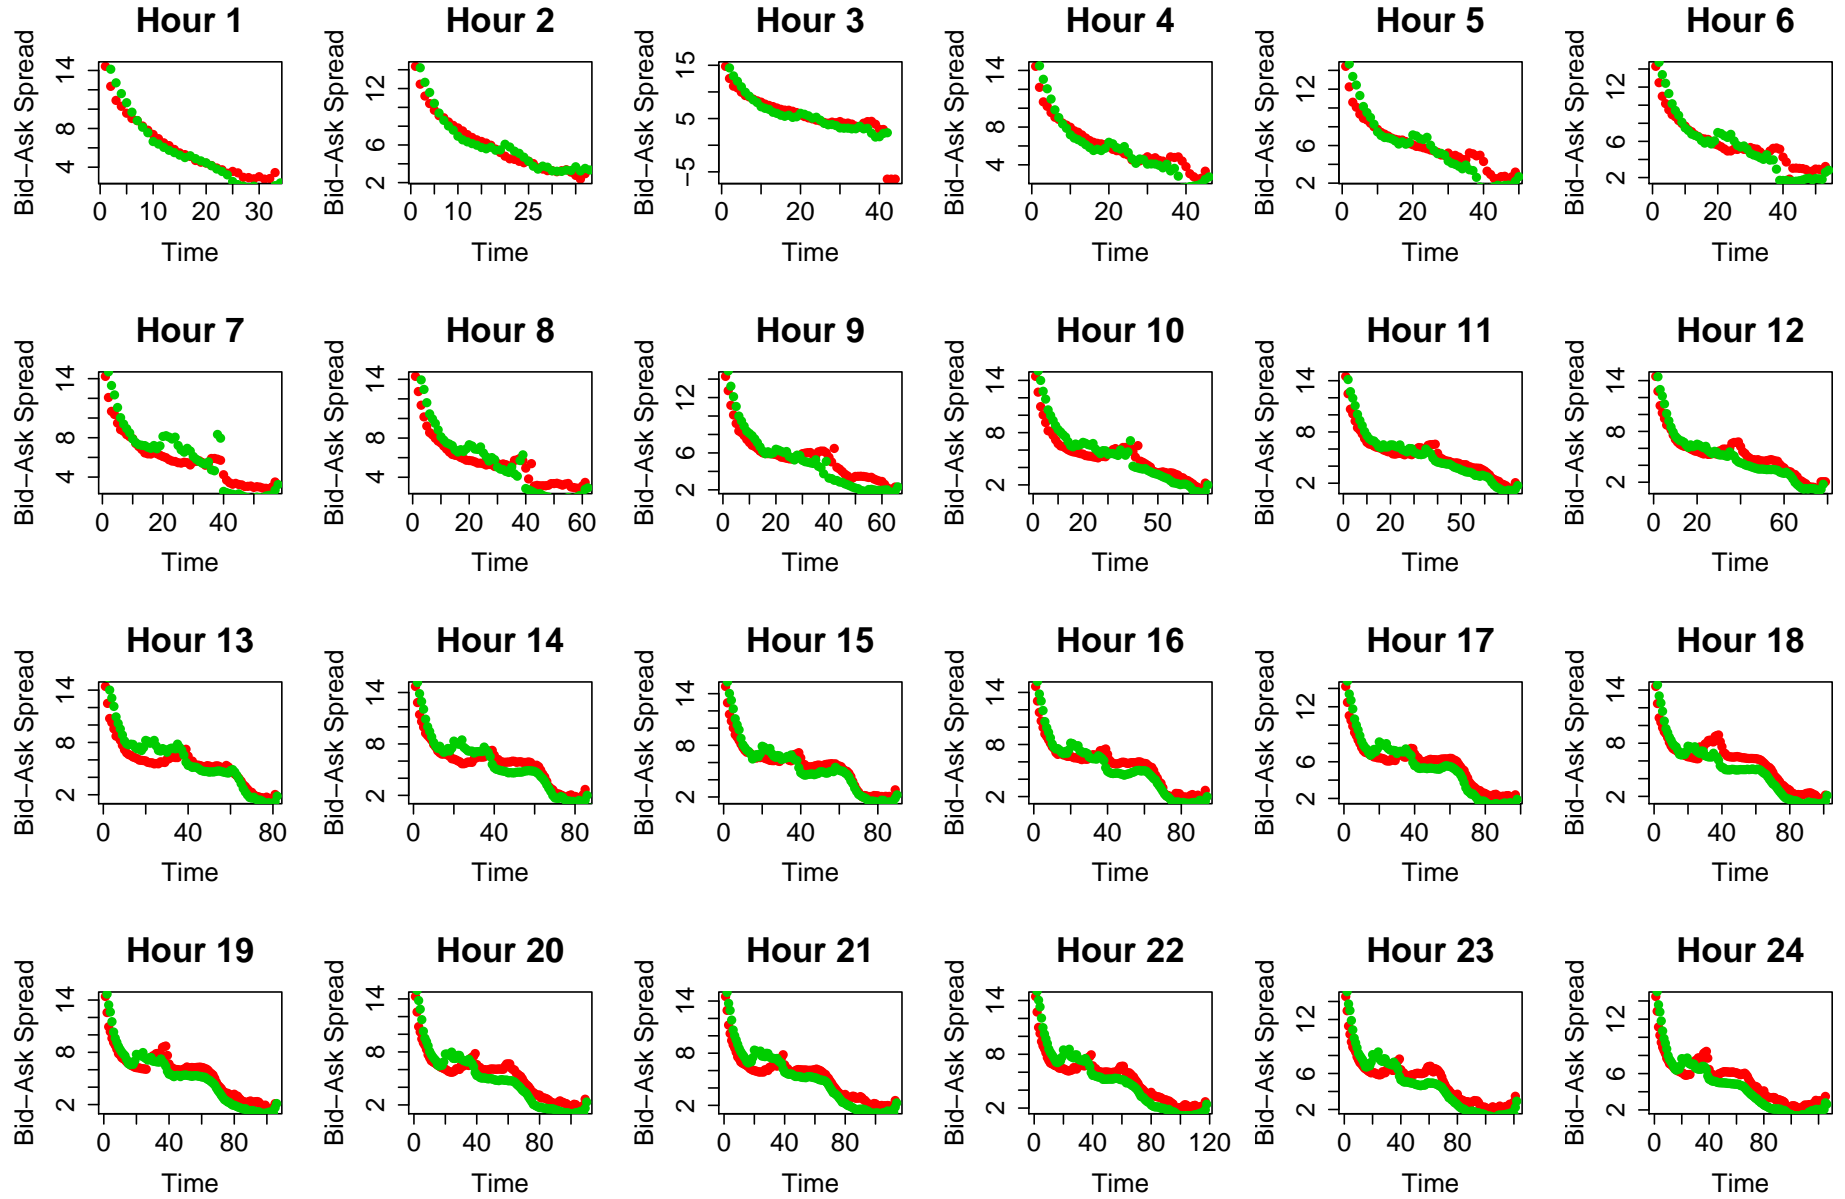 Hour 1 Hour 2 Hour 3 Hour 4 Hour 5 Hour 6
Bid−Ask Spread Bid−Ask Spread Bid−Ask Spread Bid−Ask Spread Bid−Ask Spread Bid−Ask Spread
4 8 14 2 6 12 −5 5 15 4 8 14 2 6 12 2 6 12
0 10 20 30 0 10 25 0 20 40 0 20 40 0 20 40 0 20 40
Time Time Time Time Time Time
Hour 7 Hour 8 Hour 9 Hour 10 Hour 11 Hour 12
Bid−Ask Spread Bid−Ask Spread Bid−Ask Spread Bid−Ask Spread Bid−Ask Spread Bid−Ask Spread
4 8 14 4 8 14 2 6 12 2 8 14 2 8 14 2 8 14
0 20 40 0 20 40 60 0 20 40 60 0 20 50 0 20 50 0 20 60
Time Time Time Time Time Time
Hour 13 Hour 14 Hour 15 Hour 16 Hour 17 Hour 18
Bid−Ask Spread Bid−Ask Spread Bid−Ask Spread Bid−Ask Spread Bid−Ask Spread Bid−Ask Spread
2 8 14 2 8 14 2 8 14 2 8 14 2 6 12 2 8 14
0 40 80 0 40 80 0 40 80 0 40 80 0 40 80 0 40 80
Time Time Time Time Time Time
Hour 19 Hour 20 Hour 21 Hour 22 Hour 23 Hour 24
Bid−Ask Spread Bid−Ask Spread Bid−Ask Spread Bid−Ask Spread Bid−Ask Spread Bid−Ask Spread
2 8 14 2 8 14 2 8 14 2 8 14 2 6 12 2 6 12
0 40 80 0 40 80 0 40 80 0 40 80 120 0 40 80 0 40 80
Time Time Time Time Time Time